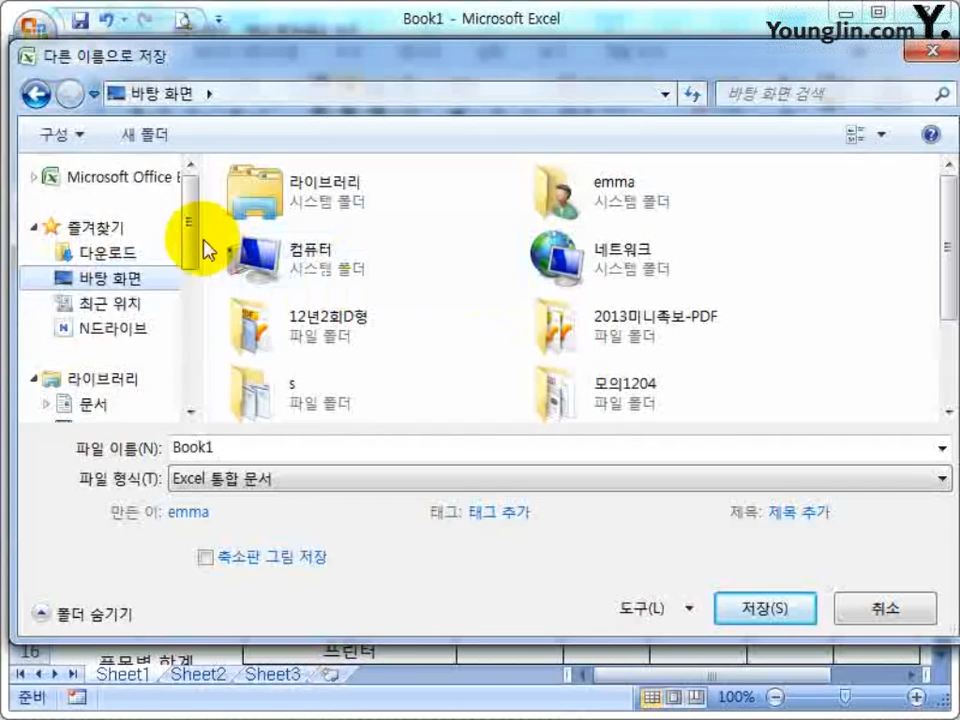 Book1 - Microsoft Excel
Younglin.com Y.
다른 이름으로 저장
바탕 화면
바탕 화면 검색
구성
새 폴더
Microsoft Office E
즐겨찾기
다운로드
바탕 화면
최근 위치
N드라이브
라이브러리
문서
라이브러리
시스템 폴더
emma
시스템 폴더
컴퓨터
시스템 폴더
네트워크
시스템 폴더
12년2회D형
파일 폴더
2013미니족보-PDF
파일 폴더
s
파일 폴더
모의1204
파일 폴더
파일 이름(N): Book1
파일 형식(T): Excel 통합 문서
만든 이: emma
태그: 태그 추가
제목: 제목 추가
축소판 그림 저장
폴더 숨기기
도구(L)
저장(S)
취소
16
품목별 합계
프린터
Sheet1 Sheet2 Sheet3
준비
100%